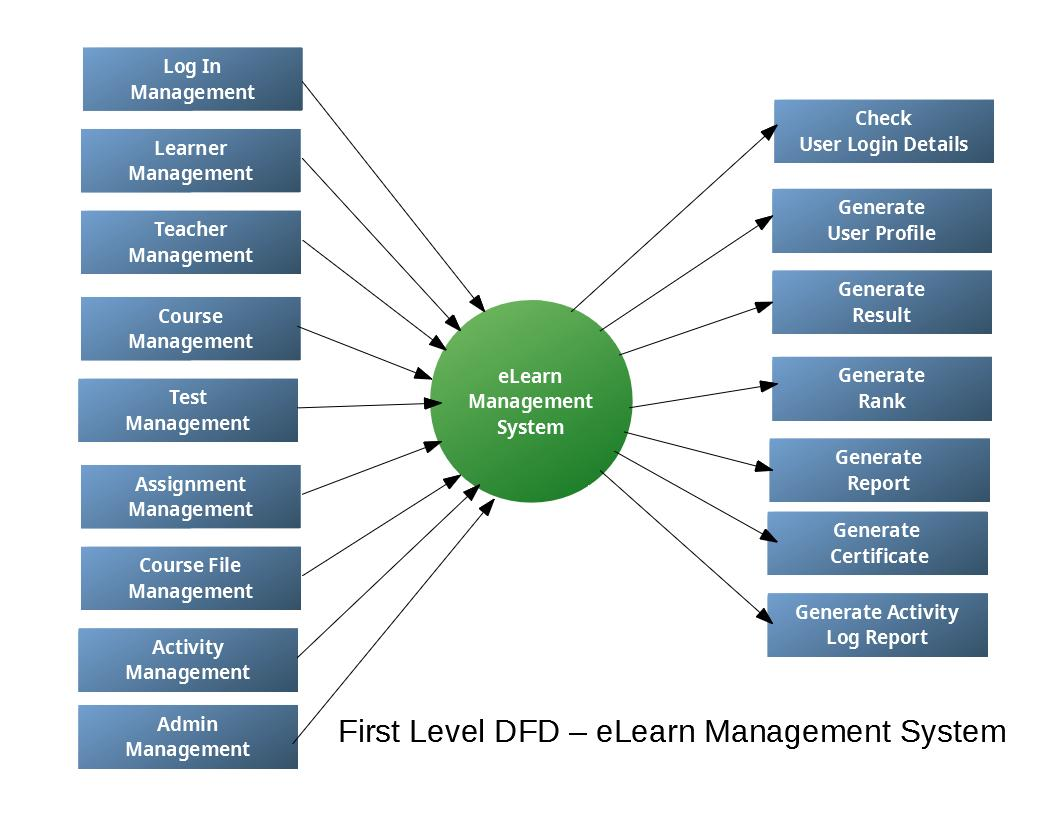 Log In
Management
Learner
Management
Teacher
Management
Course
Management
Test
Management
Assignment
Management
Course File
Management
Activity
Management
Admin
Management
eLearn
Management
System
Check
User Login Details
Generate
User Profile
Generate
Result
Generate
Rank
Generate
Report
Generate
Certificate
Generate Activity
Log Report
First Level DFD – eLearn Management System